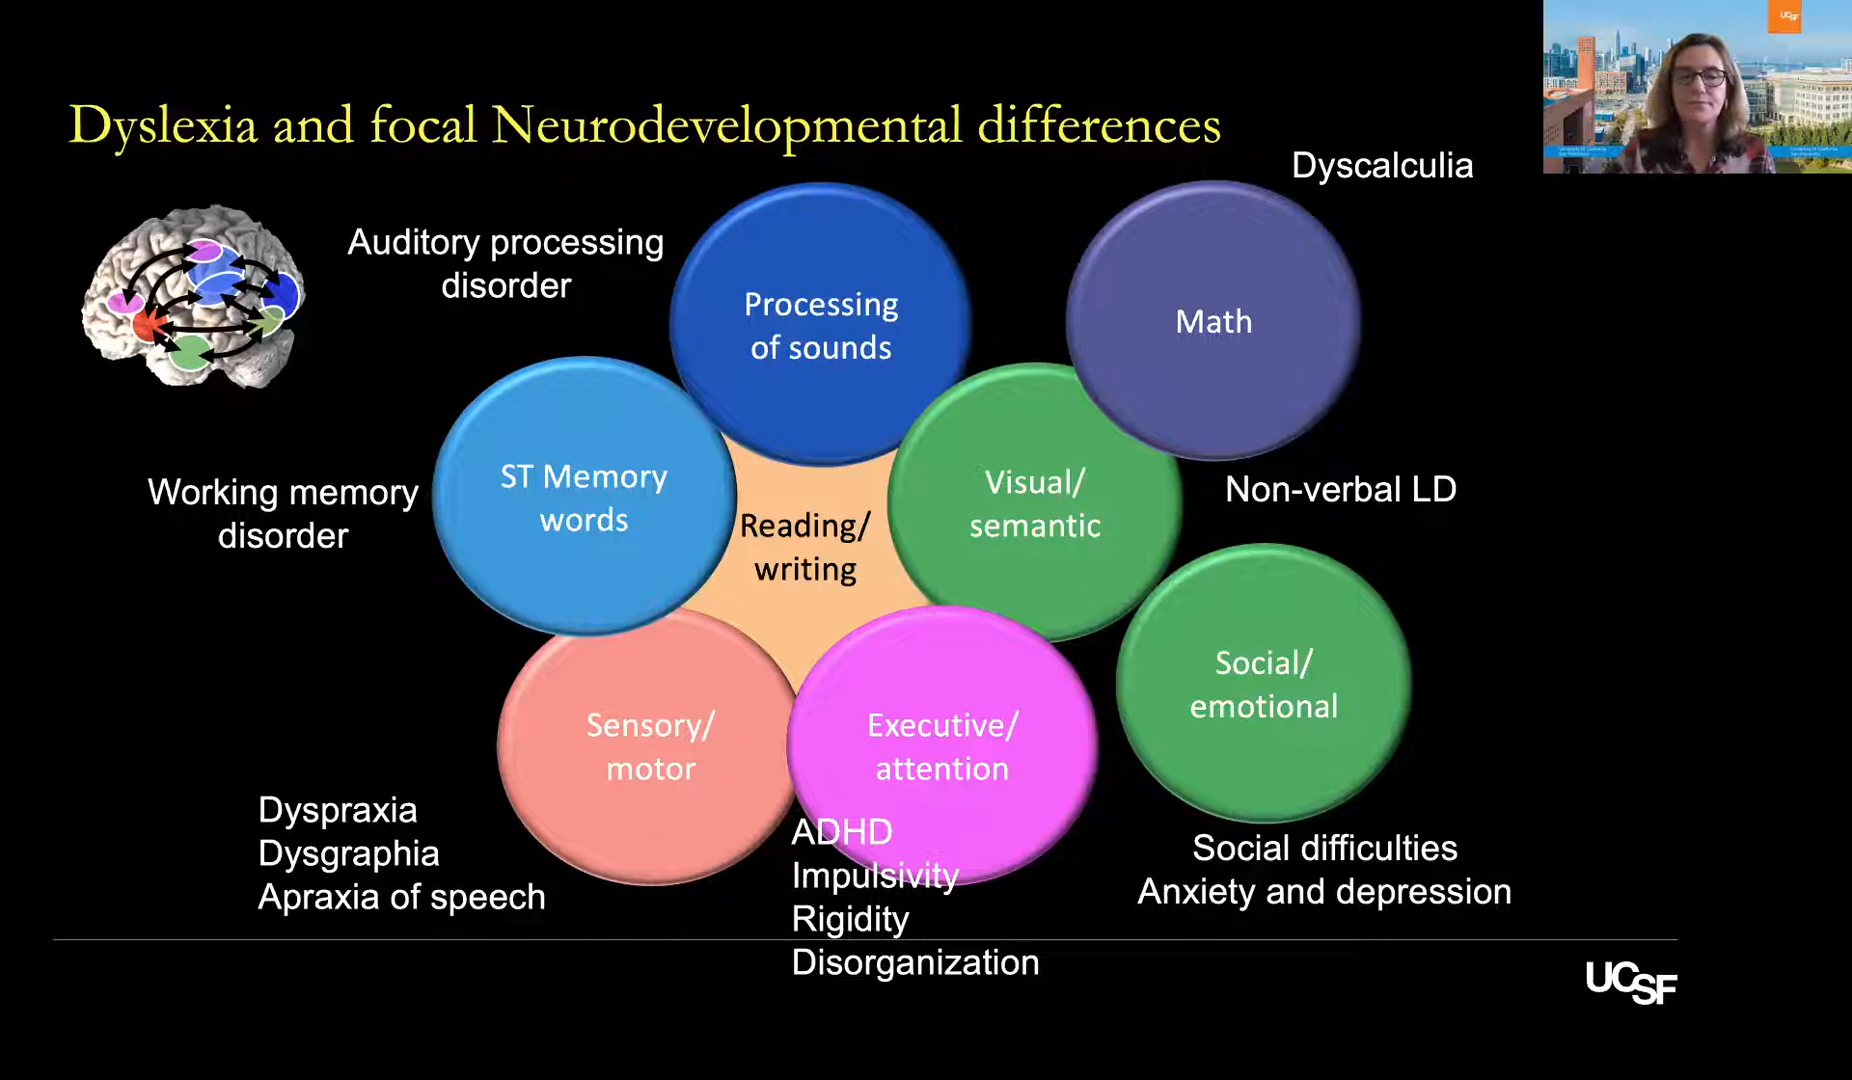 Dyslexia and focal Neurodevelopmental differences
UCSF
Dyscalculia
Auditory processing
disorder
Processing
of sounds
Math
Working memory
disorder
ST Memory
words
Reading/
writing
Visual/
semantic
Non-verbal LD
Sensory/
motor
Executive/
attention
Social/
emotional
Dyspraxia
Dysgraphia
Apraxia of speech
ADHD
Impulsivity
Rigidity
Disorganization
Social difficulties
Anxiety and depression
UCSF